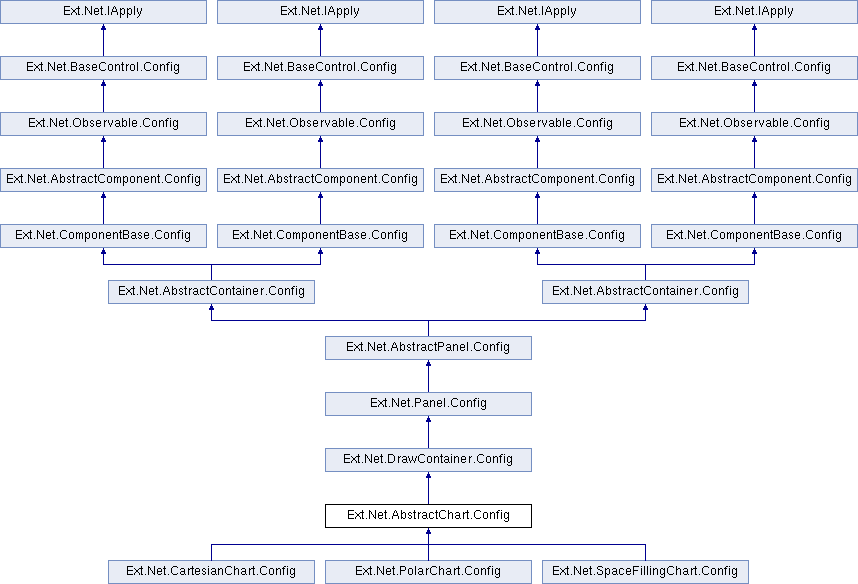 Ext.Net.IApply
Ext.Net.IApply
Ext.Net.IApply
Ext.Net.IApply
Ext.Net.BaseControl.Config
Ext.Net.BaseControl.Config
Ext.Net.BaseControl.Config
Ext.Net.BaseControl.Config
Ext.Net.Observable.Config
Ext.Net.Observable.Config
Ext.Net.Observable.Config
Ext.Net.Observable.Config
Ext.Net.AbstractComponent.Config
Ext.Net.AbstractComponent.Config
Ext.Net.AbstractComponent.Config
Ext.Net.AbstractComponent.Config
Ext.Net.ComponentBase.Config
Ext.Net.ComponentBase.Config
Ext.Net.ComponentBase.Config
Ext.Net.ComponentBase.Config
Ext.Net.AbstractContainer.Config
Ext.Net.AbstractContainer.Config
Ext.Net.AbstractPanel.Config
Ext.Net.Panel.Config
Ext.Net.DrawContainer.Config
Ext.Net.AbstractChart.Config
Ext.Net.CartesianChart.Config
Ext.Net.PolarChart.Config
Ext.Net.SpaceFillingChart.Config